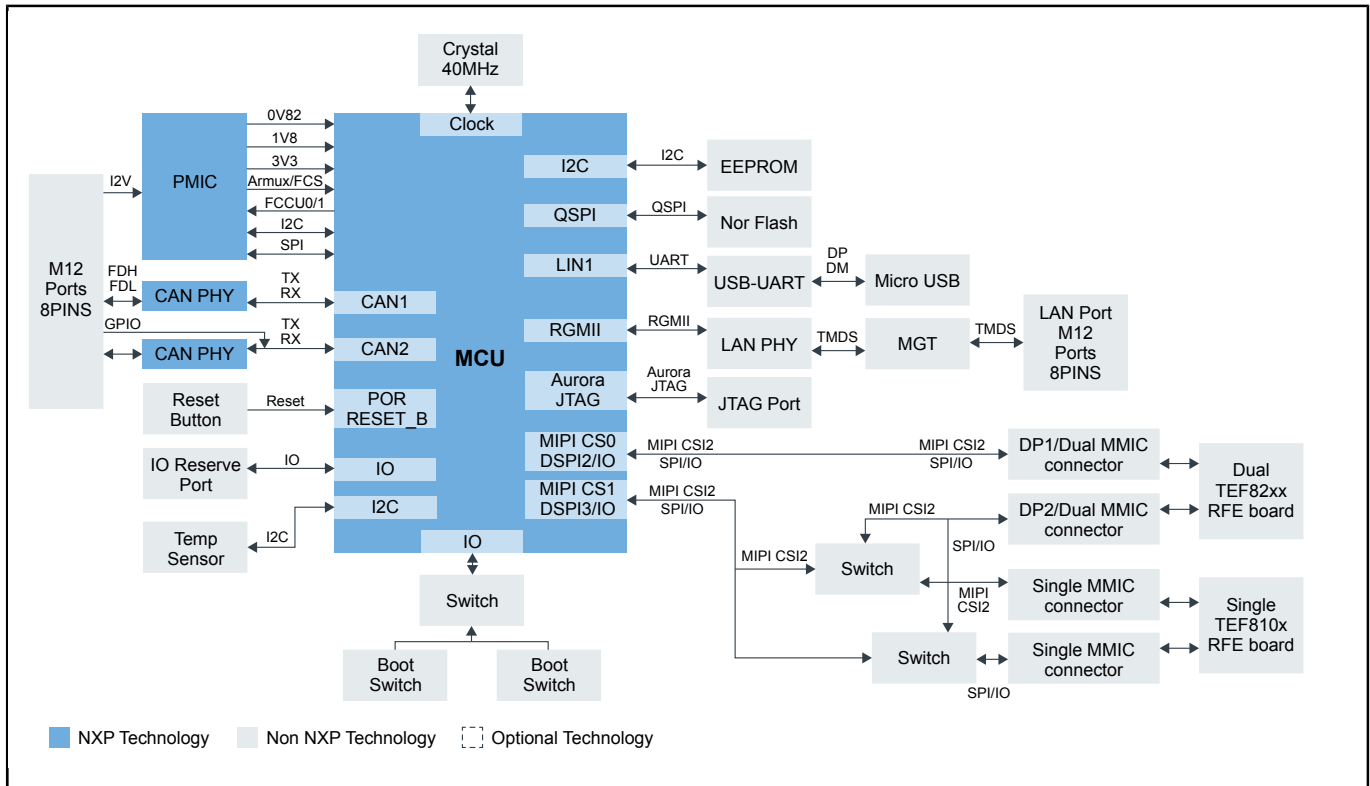 Crystal
40MHz
Clock
MCU
PMIC
0V82
1V8
3V3
Armux/FCS
FCCU0/1
I2C
SPI
I2V
M12
Ports
8PINS
FDH
FDL
CAN PHY
TX
RX
CAN1
GPIO
CAN PHY
TX
RX
CAN2
Reset
Button
Reset
POR
RESET_B
IO Reserve
Port
IO
IO
Temp
Sensor
I2C
I2C
IO
Switch
Boot
Switch
Boot
Switch
I2C
I2C
EEPROM
QSPI
QSPI
Nor Flash
LIN1
UART
USB-UART
DP
DM
Micro USB
RGMII
RGMII
LAN PHY
TMDS
MGT
TMDS
LAN Port
M12
Ports
8PINS
Aurora
JTAG
Aurora
JTAG
JTAG Port
MIPI CS0
DSPI2/IO
MIPI CSI2
SPI/IO
MIPI CSI2
SPI/IO
DP1/Dual MMIC
connector
Dual
TEF82xx
RFE board
MIPI CS1
DSPI3/IO
MIPI CSI2
SPI/IO
MIPI CSI2
DP2/Dual MMIC
connector
SPI/IO
MIPI CSI2
Switch
MIPI
CSI2
Single MMIC
connector
Single
TEF810x
RFE board
Switch
SPI/IO
Single MMIC
connector
NXP Technology
Non NXP Technology
Optional Technology